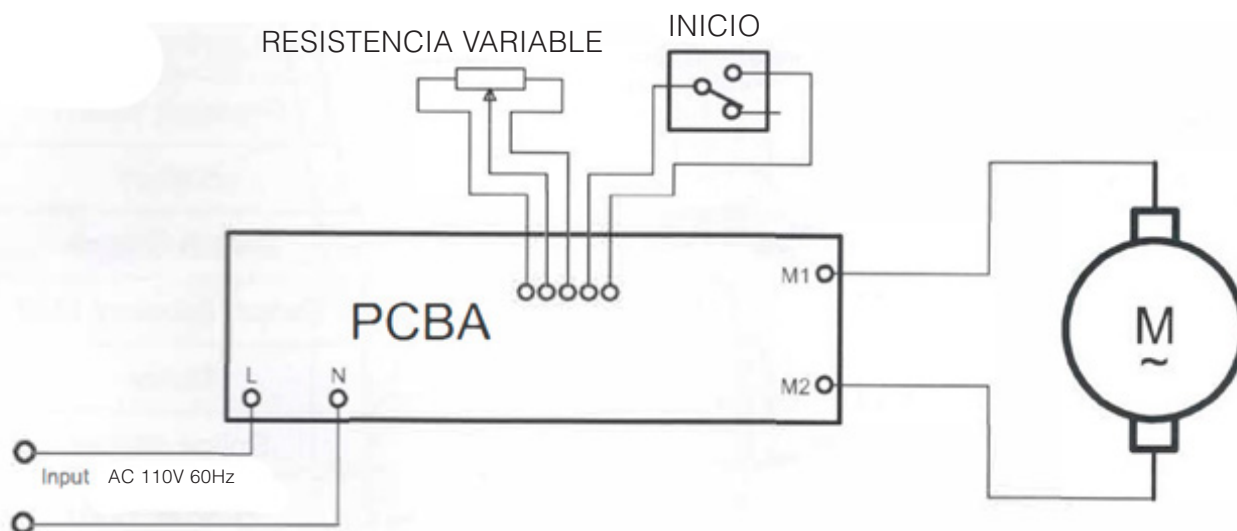 INICIO
RESISTENCIA VARIABLE
M1
PCBA
M
~
L
N
M2
Input AC 110V 60Hz